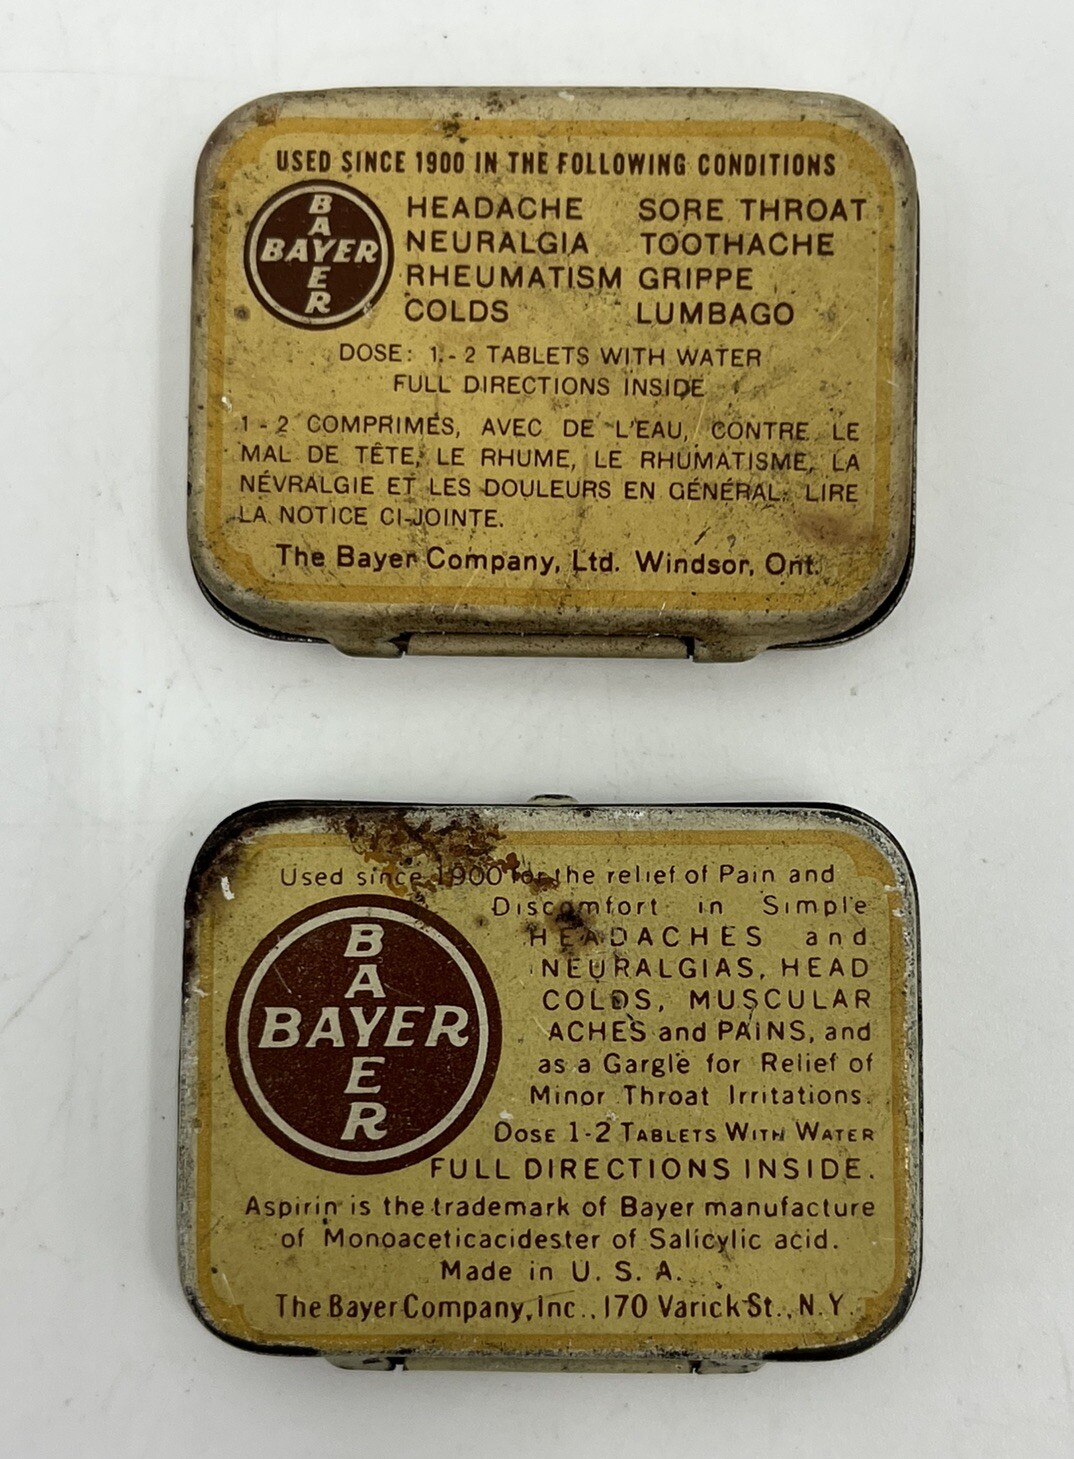 USED SINCE 1900 IN THE FOLLOWING CONDITIONS
BAYER
BAYER
HEADACHE SORE THROAT
NEURALGIA TOOTHACHE
RHEUMATISM GRIPPE
COLDS LUMBAGO
DOSE: 1-2 TABLETS WITH WATER
FULL DIRECTIONS INSIDE
1-2 COMPRIMÉS, AVEC DE L'EAU, CONTRE LE
MAL DE TÊTE, LE RHUME, LE RHUMATISME, LA
NÉVRALGIE ET LES DOULEURS EN GÉNÉRAL. LIRE
LA NOTICE CI-JOINTE.
The Bayer Company, Ltd. Windsor, Ont.
Used since 1900 for the relief of Pain and
Discomfort in Simple
HEADACHES and
NEURALGIAS, HEAD
COLDS, MUSCULAR
ACHES and PAINS, and
as a Gargle for Relief of
Minor Throat Irritations.
BAYER
BAYER
DOSE 1-2 TABLETS WITH WATER
FULL DIRECTIONS INSIDE.
Aspirin is the trademark of Bayer manufacture
of Monoaceticacidester of Salicylic acid.
Made in U. S. A.
The Bayer Company, Inc., 170 Varick St., N.Y.